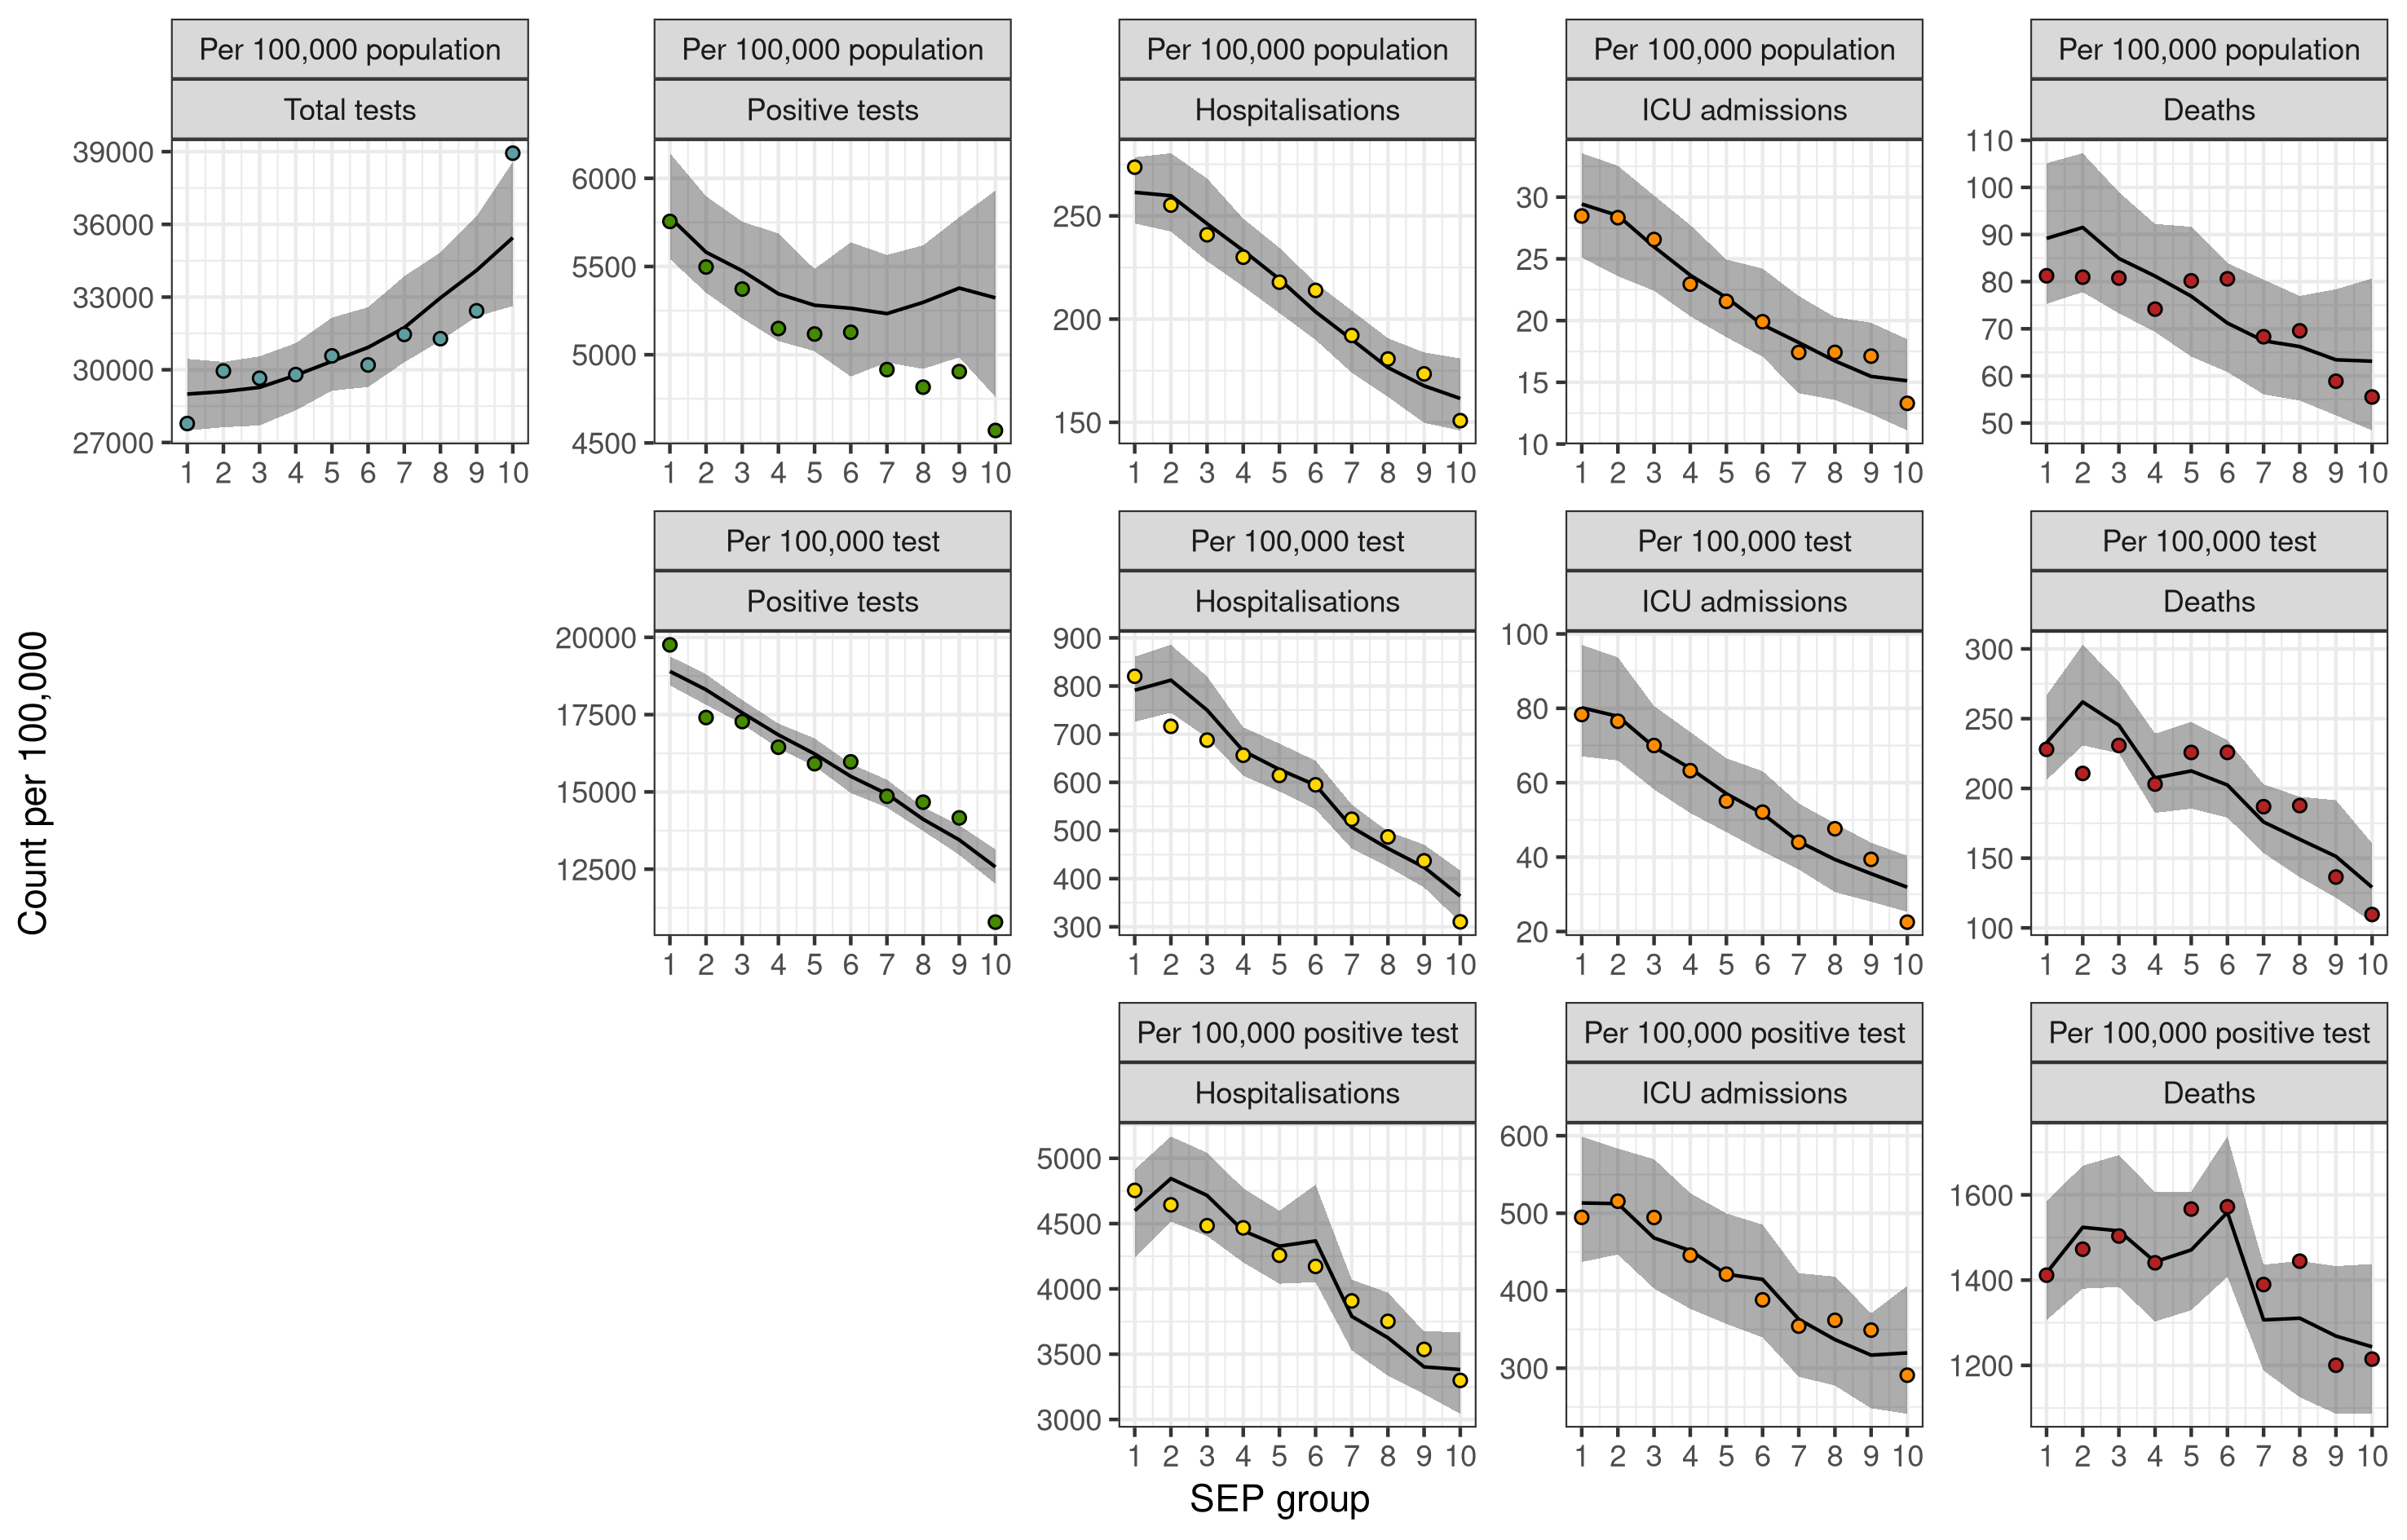 Per 100,000 population
Per 100,000 population
Per 100,000 population
Per 100,000 population
Per 100,000 population
Total tests
Positive tests
Hospitalisations
ICU admissions
Deaths
39000
36000
33000
30000
27000
1 2 3 4 5 6 7 8 9 10
6000
5500
5000
4500
1 2 3 4 5 6 7 8 9 10
250
200
150
1 2 3 4 5 6 7 8 9 10
30
25
20
15
10
1 2 3 4 5 6 7 8 9 10
110
100
90
80
70
60
50
1 2 3 4 5 6 7 8 9 10
Count per 100,000
Per 100,000 test
Per 100,000 test
Per 100,000 test
Per 100,000 test
Positive tests
Hospitalisations
ICU admissions
Deaths
20000
17500
15000
12500
1 2 3 4 5 6 7 8 9 10
900
800
700
600
500
400
300
1 2 3 4 5 6 7 8 9 10
100
80
60
40
20
1 2 3 4 5 6 7 8 9 10
300
250
200
150
100
1 2 3 4 5 6 7 8 9 10
Per 100,000 positive test
Per 100,000 positive test
Per 100,000 positive test
Hospitalisations
ICU admissions
Deaths
5000
4500
4000
3500
3000
1 2 3 4 5 6 7 8 9 10
600
500
400
300
1 2 3 4 5 6 7 8 9 10
1600
1400
1200
1 2 3 4 5 6 7 8 9 10
SEP group